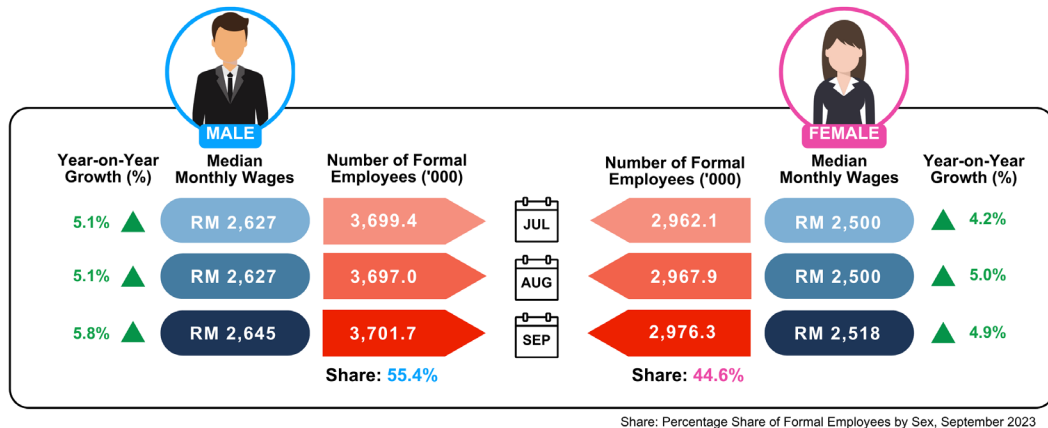 MALE
FEMALE
Year-on-Year
Growth (%)
Median
Monthly Wages
Number of Formal
Employees ('000)
Number of Formal
Employees ('000)
Median
Monthly Wages
Year-on-Year
Growth (%)
5.1% RM 2,627 3,699.4 JUL 2,962.1 RM 2,500 4.2%
5.1% RM 2,627 3,697.0 AUG 2,967.9 RM 2,500 5.0%
5.8% RM 2,645 3,701.7 SEP 2,976.3 RM 2,518 4.9%
Share: 55.4%
Share: 44.6%
Share: Percentage Share of Formal Employees by Sex, September 2023